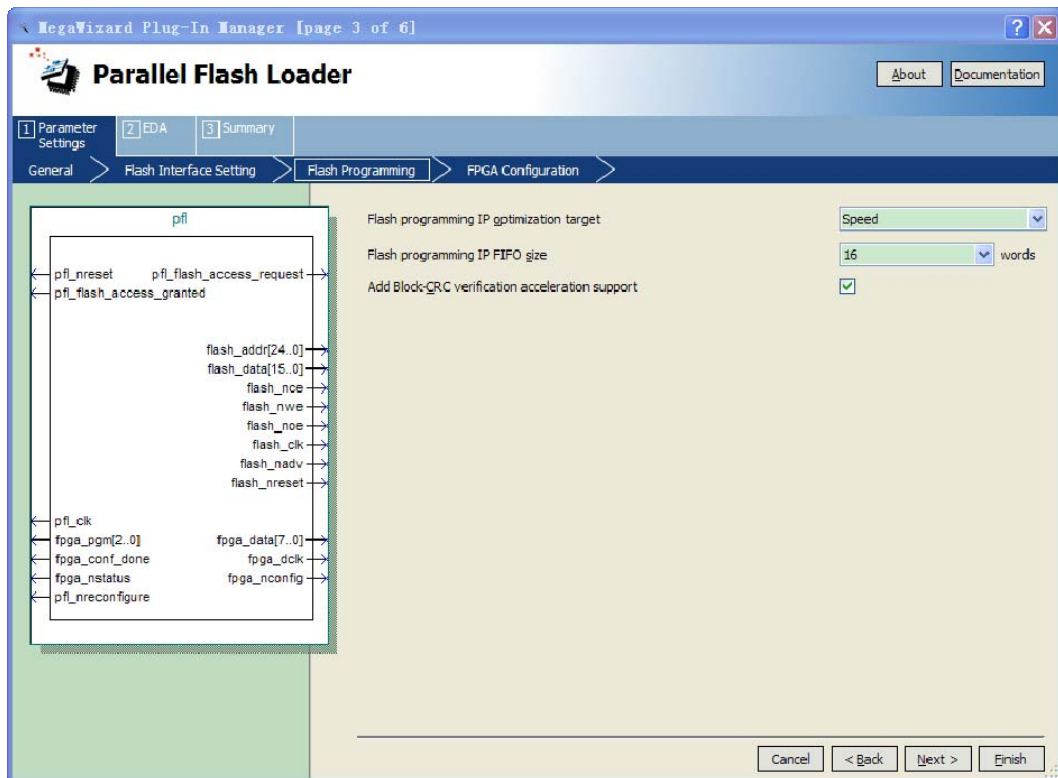 MegaWizard Plug-In Manager [page 3 of 6]
Parallel Flash Loader
About
Documentation
1 Parameter Settings
2 EDA
3 Summary
General
Flash Interface Setting
Flash Programming
FPGA Configuration
pfl
pfl_nreset
pfl_flash_access_request
pfl_flash_access_granted
flash_addr[24..0]
flash_data[15..0]
flash_nce
flash_nwe
flash_noe
flash_clk
flash_nadv
flash_nreset
pfl_clk
fpga_pgm[2..0]
fpga_data[7..0]
fpga_conf_done
fpga_dclk
fpga_nstatus
fpga_nconfig
pfl_nreconfigure
Flash programming IP optimization target
Speed
Flash programming IP FIFO size
16
words
Add Block-CRC verification acceleration support
Cancel
< Back
Next >
Finish